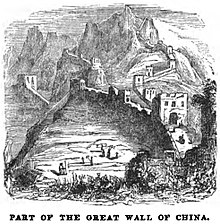 PART OF THE GREAT WALL OF CHINA.